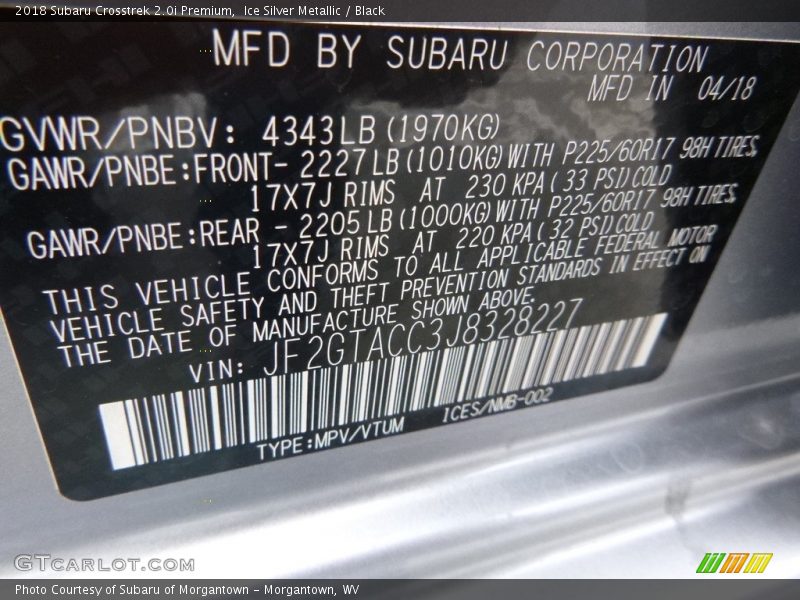 2018 Subaru Crosstrek 2.0i Premium, Ice Silver Metallic / Black
MFD BY SUBARU CORPORATION
MFD IN 04/18
GVWR/PNBV: 4343LB (1970KG)
GAWR/PNBE:FRONT- 2227LB (1010KG) WITH P225/60R17 98H TIRES,
17X7J RIMS AT 230 KPA ( 33 PSI) COLD
GAWR/PNBE:REAR - 2205LB (1000KG) WITH P225/60R17 98H TIRES,
17X7J RIMS AT 220 KPA ( 32 PSI) COLD
THIS VEHICLE CONFORMS TO ALL APPLICABLE FEDERAL MOTOR
VEHICLE SAFETY AND THEFT PREVENTION STANDARDS IN EFFECT ON
THE DATE OF MANUFACTURE SHOWN ABOVE.
VIN: JF2GTACC3J8328227
TYPE:MPV/VTUM ICES/NMB-002
GTCARLOT.COM
Photo Courtesy of Subaru of Morgantown - Morgantown, WV